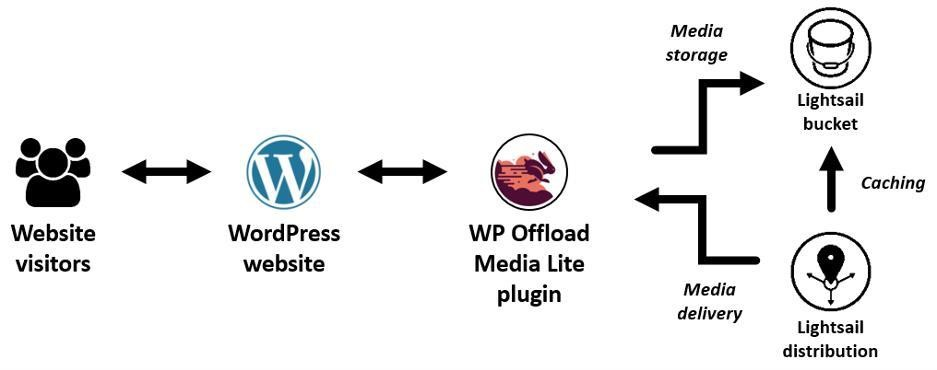 Media
storage
Lightsail
bucket
Caching
Website
visitors
WordPress
website
WP Offload
Media Lite
plugin
Media
delivery
Lightsail
distribution